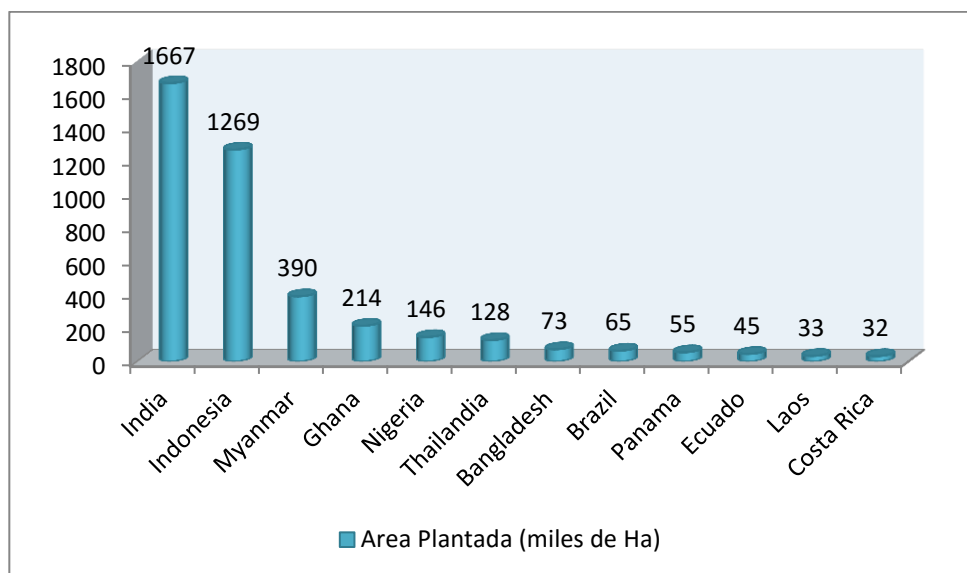 1800
1600
1400
1200
1000
800
600
400
200
0
1667
1269
390
214
146
128
73
65
55
45
33
32
India
Indonesia
Myanmar
Ghana
Nigeria
Thailandia
Bangladesh
Brazil
Panama
Ecuado
Laos
Costa Rica
Area Plantada (miles de Ha)